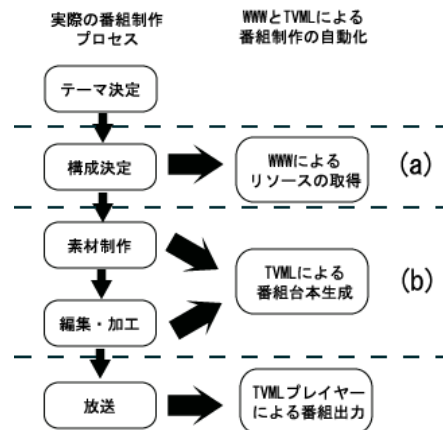 実際の番組制作
プロセス
WWWとTVMLによる
番組制作の自動化
テーマ決定
構成決定
WWWによる
リソースの取得
(a)
素材制作
TVMLによる
番組台本生成
(b)
編集・加工
放送
TVMLプレイヤー
による番組出力